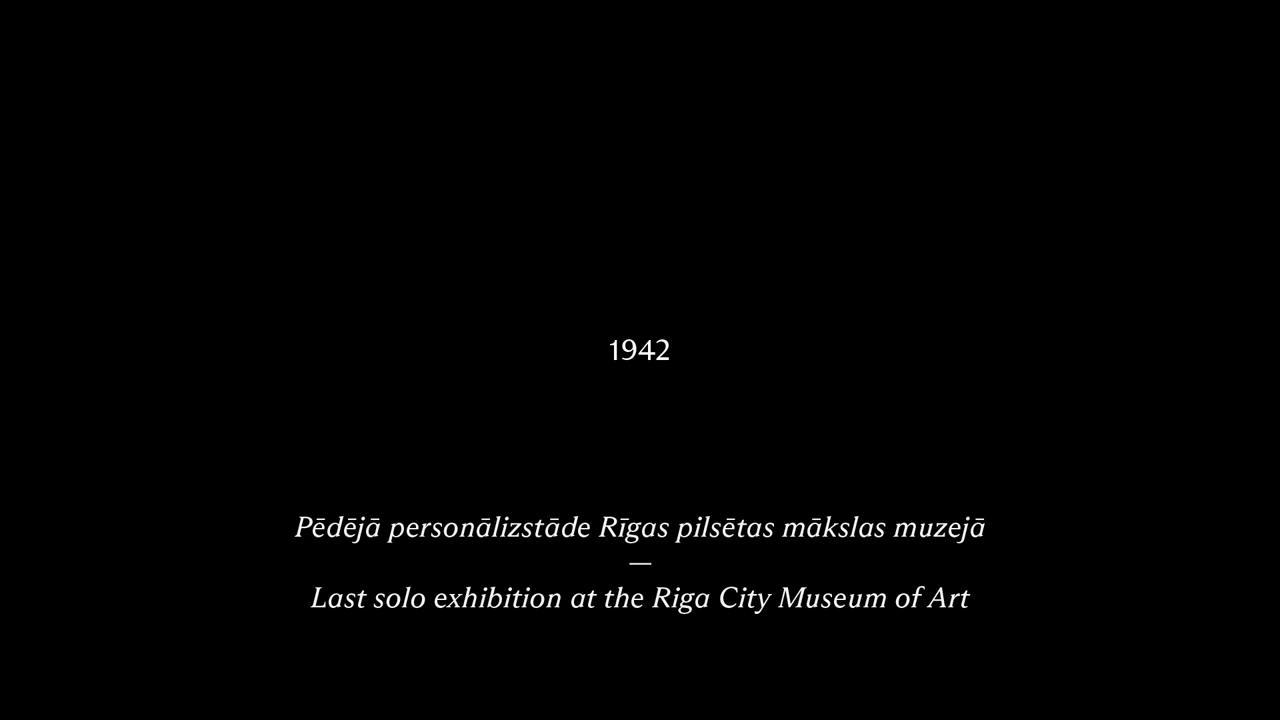 1942
Pēdējā personālizstāde Rīgas pilsētas mākslas muzejā
—
Last solo exhibition at the Riga City Museum of Art